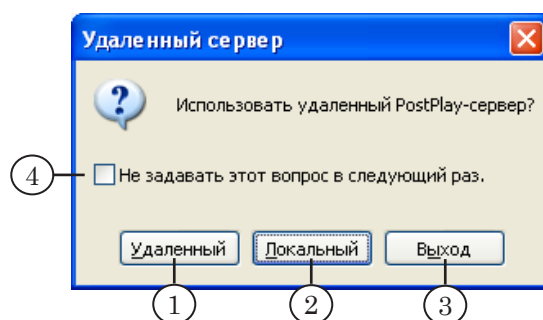 Удаленный сервер
Использовать удаленный PostPlay-сервер?
4
Не задавать этот вопрос в следующий раз.
Удаленный Локальный Выход
1 2 3